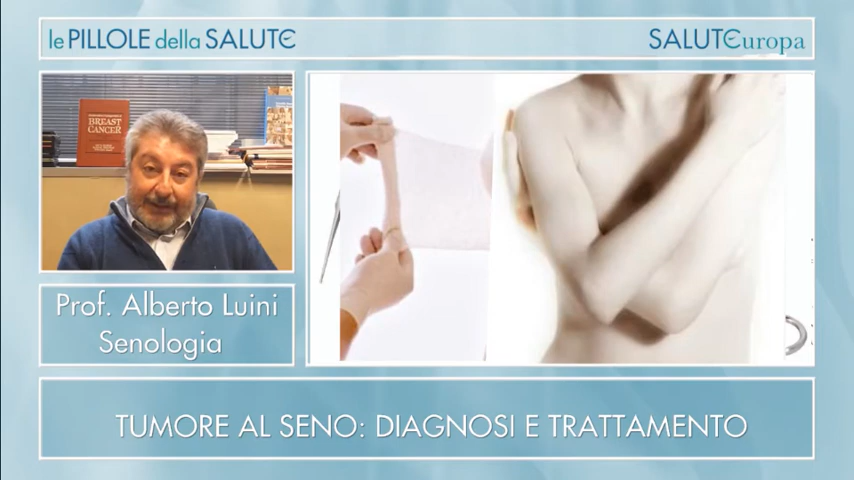 le PILLOLE della SALUTE
SALUTEuropa
BREAST
CANCER
Prof. Alberto Luini
Senologia
TUMORE AL SENO: DIAGNOSI E TRATTAMENTO